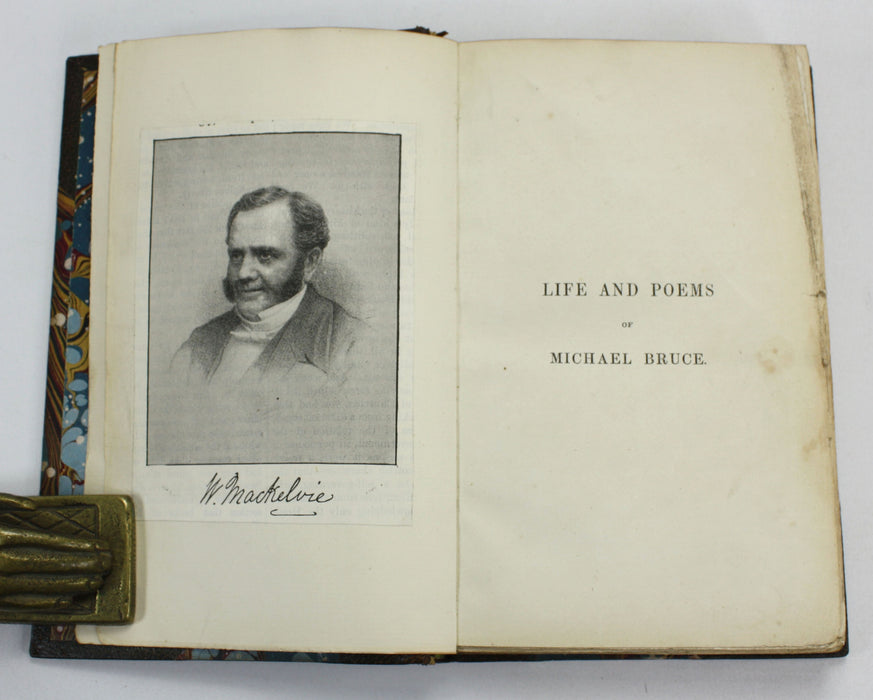 W. Mackelvie
LIFE AND POEMS
OF
MICHAEL BRUCE.